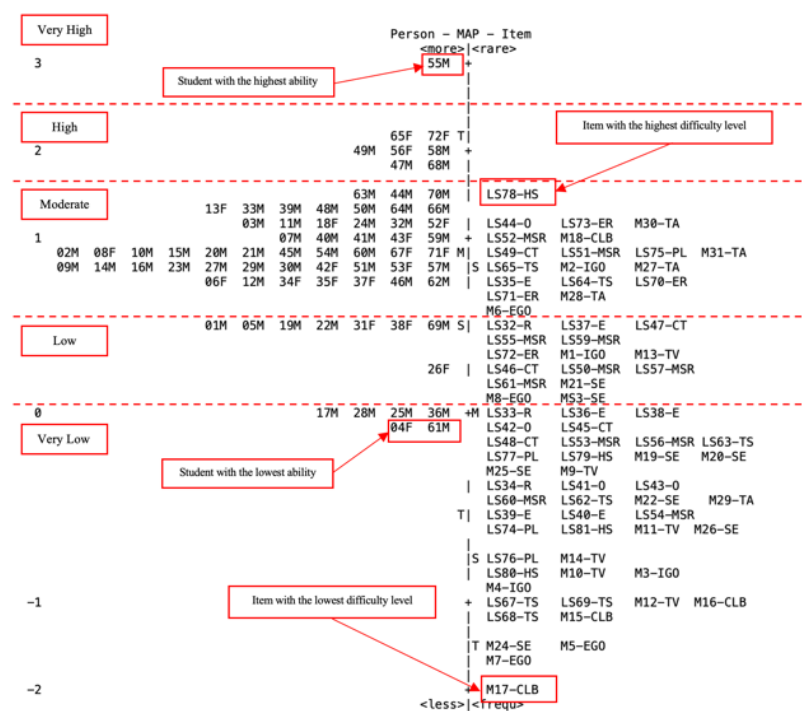 Very High
Person - MAP - Item
<more>|<rare>
3 55M +
Student with the highest ability
High
65F 72F T|
Item with the highest difficulty level
2 49M 56F 58M +
47M 68M |
63M 44M 70M | LS78-HS
Moderate
13F 33M 39M 48M 50M 64M 66M
03M 11M 18F 24M 32M 52F | LS44-O LS73-ER M30-TA
1 07M 40M 41M 43F 59M + LS52-MSR M18-CLB
02M 08F 10M 15M 20M 21M 45M 54M 60M 67F 71F M| LS49-CT LS51-MSR LS75-PL M31-TA
09M 14M 16M 23M 27M 29M 30M 42F 51M 53F 57M |S LS65-TS M2-IGO M27-TA
06F 12M 34F 35F 37F 46M 62M | LS35-E LS64-TS LS70-ER
LS71-ER M28-TA
M6-EGO
01M 05M 19M 22M 31F 38F 69M S| LS32-R LS37-E LS47-CT
Low
LS55-MSR LS59-MSR
LS72-ER M1-IGO M13-TV
26F | LS46-CT LS50-MSR LS57-MSR
LS61-MSR M21-SE
M8-EGO MS3-SE
0 17M 28M 25M 36M +M LS33-R LS36-E LS38-E
Very Low
04F 61M LS42-O LS45-CT
LS48-CT LS53-MSR LS56-MSR LS63-TS
LS77-PL LS79-HS M19-SE M20-SE
Student with the lowest ability
M25-SE M9-TV
| LS34-R LS41-O LS43-O
LS60-MSR LS62-TS M22-SE M29-TA
T| LS39-E LS40-E LS54-MSR
LS74-PL LS81-HS M11-TV M26-SE
|
|S LS76-PL M14-TV
| LS80-HS M10-TV M3-IGO
M4-IGO
Item with the lowest difficulty level
-1 + LS67-TS LS69-TS M12-TV M16-CLB
| LS68-TS M15-CLB
|
|T M24-SE M5-EGO
| M7-EGO
|
-2 + M17-CLB
<less>|<frequ>